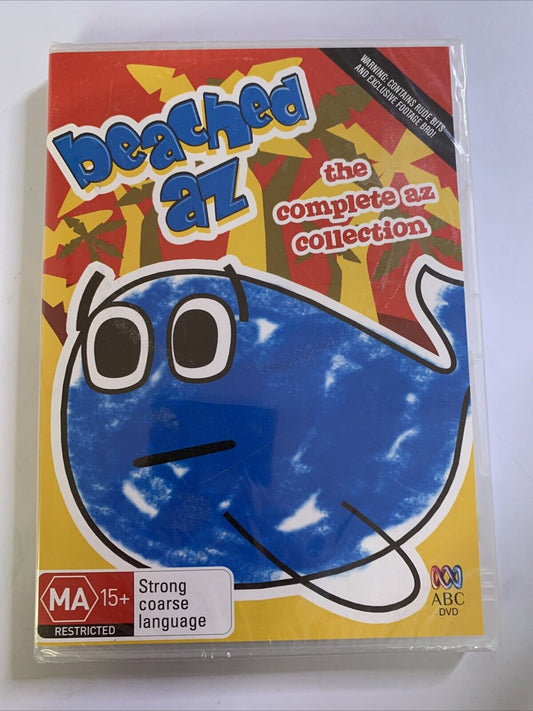 WARNING: CONTAINS RUDE BITS
AND EXCLUSIVE FOOTAGE BRO!
beached
az
the
complete az
collection
MA 15+
RESTRICTED
Strong
coarse
language
ABC
DVD